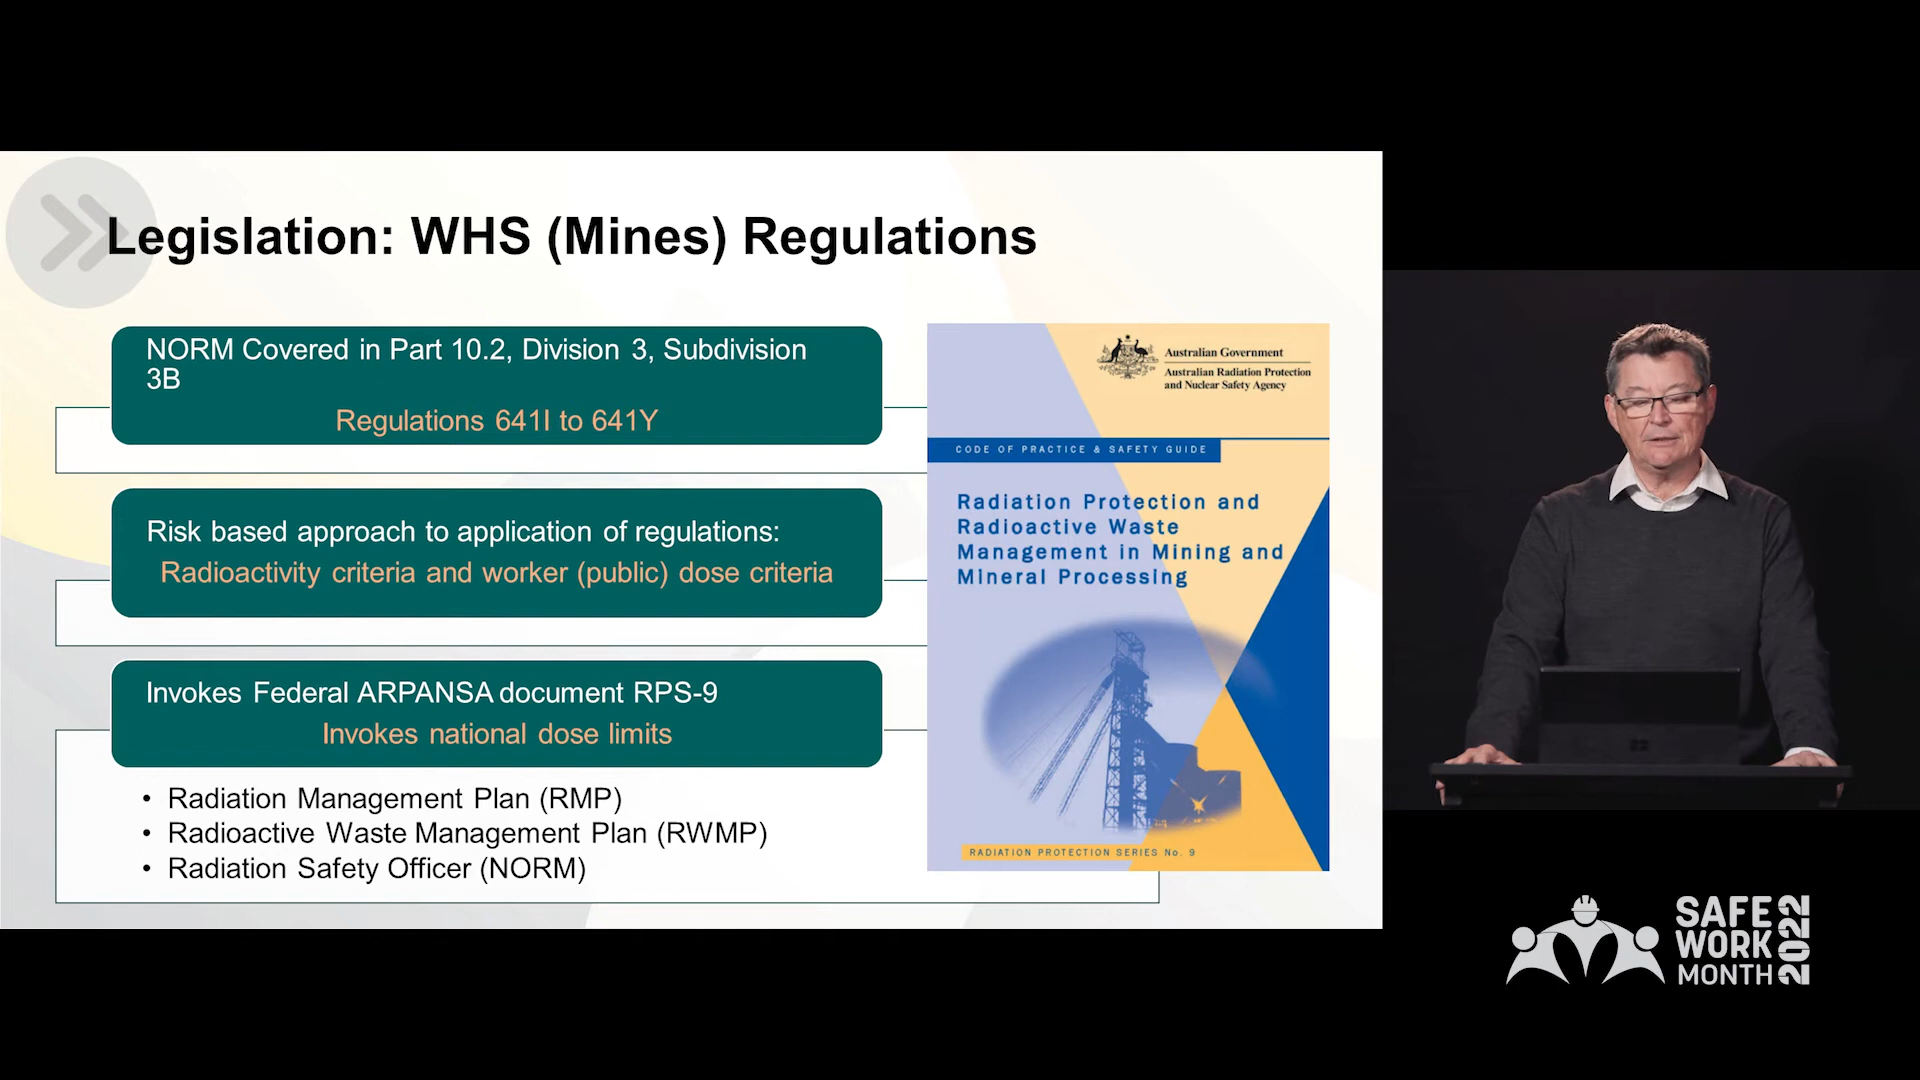 Legislation: WHS (Mines) Regulations
NORM Covered in Part 10.2, Division 3, Subdivision
3B
Regulations 641I to 641Y
Risk based approach to application of regulations:
Radioactivity criteria and worker (public) dose criteria
Invokes Federal ARPANSA document RPS-9
Invokes national dose limits
• Radiation Management Plan (RMP)
• Radioactive Waste Management Plan (RWMP)
• Radiation Safety Officer (NORM)
Australian Government
Australian Radiation Protection
and Nuclear Safety Agency
CODE OF PRACTICE & SAFETY GUIDE
Radiation Protection and
Radioactive Waste
Management in Mining and
Mineral Processing
RADIATION PROTECTION SERIES No. 9
SAFE
WORK
MONTH
2022